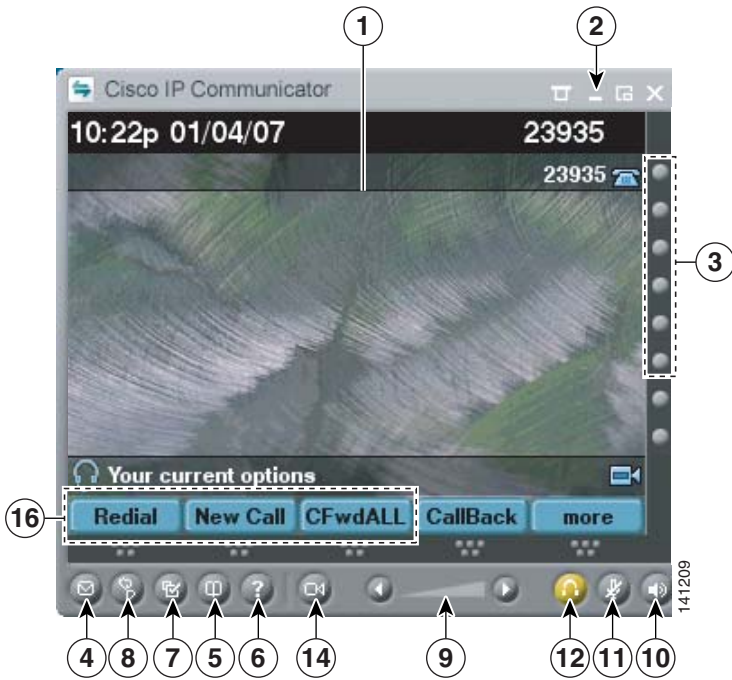 1 2
Cisco IP Communicator
10:22p 01/04/07 23935
23935
3
Your current options
16
Redial New Call CFwdALL CallBack more
?
141209
4 8 7 5 6 14 9 12 11 10